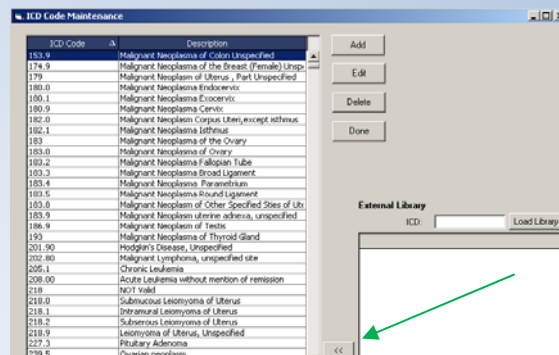 ICD Code Maintenance
ICD Code Description
153.9 Malignant Neoplasma of Colon Unspecified
174.9 Malignant Neoplasma of the Breast (Female) Unsp
179 Malignant Neoplasm of Uterus , Part Unspecified
180.0 Malignant Neoplasma Endocervix
180.1 Malignant Neoplasma Exocervix
180.9 Malignant Neoplasma Cervix
182.0 Malignant Neoplasm Corpus Uteri,except isthmus
182.1 Malignant Neoplasma Isthmus
183 Malignant Neoplasma of the Ovary
183.0 Malignant Neoplasma of Ovary
183.2 Malignant Neoplasma Fallopian Tube
183.3 Malignant Neoplasma Broad Ligament
183.4 Malignant Neoplasma Parametrium
183.5 Malignant Neoplasma Round Ligament
183.8 Malignant Neoplasm of Other Specified Sties of Ute
183.9 Malignant Neoplasm uterine adnexa, unspecified
186.9 Malignant Neoplasm of Testis
193 Malignant Neoplasma of Thyroid Gland
201.90 Hodgkin's Disease, Unspecified
202.80 Malignant Lymphoma, unspecified site
205.1 Chronic Leukemia
208.00 Acute Leukemia without mention of remission
218 NOT Valid
218.0 Submucous Leiomyoma of Uterus
218.1 Intramural Leiomyoma of Uterus
218.2 Subserous Leiomyoma of Uterus
218.9 Leiomyoma of Uterus, Unspecified
227.3 Pituitary Adenoma
239.5 Ovarian neoplasm
Add
Edit
Delete
Done
External Library
ICD: Load Library
<<